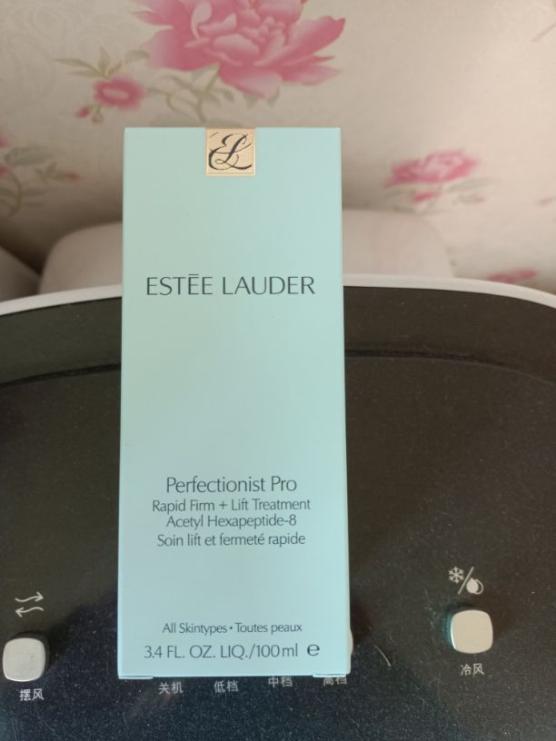 EL
ESTĒE LAUDER
Perfectionist Pro
Rapid Firm + Lift Treatment
Acetyl Hexapeptide-8
Soin lift et fermeté rapide
All Skintypes • Toutes peaux
3.4 FL. OZ. LIQ./100 ml ℮
摆风
关机 低档 中档 高档
冷风